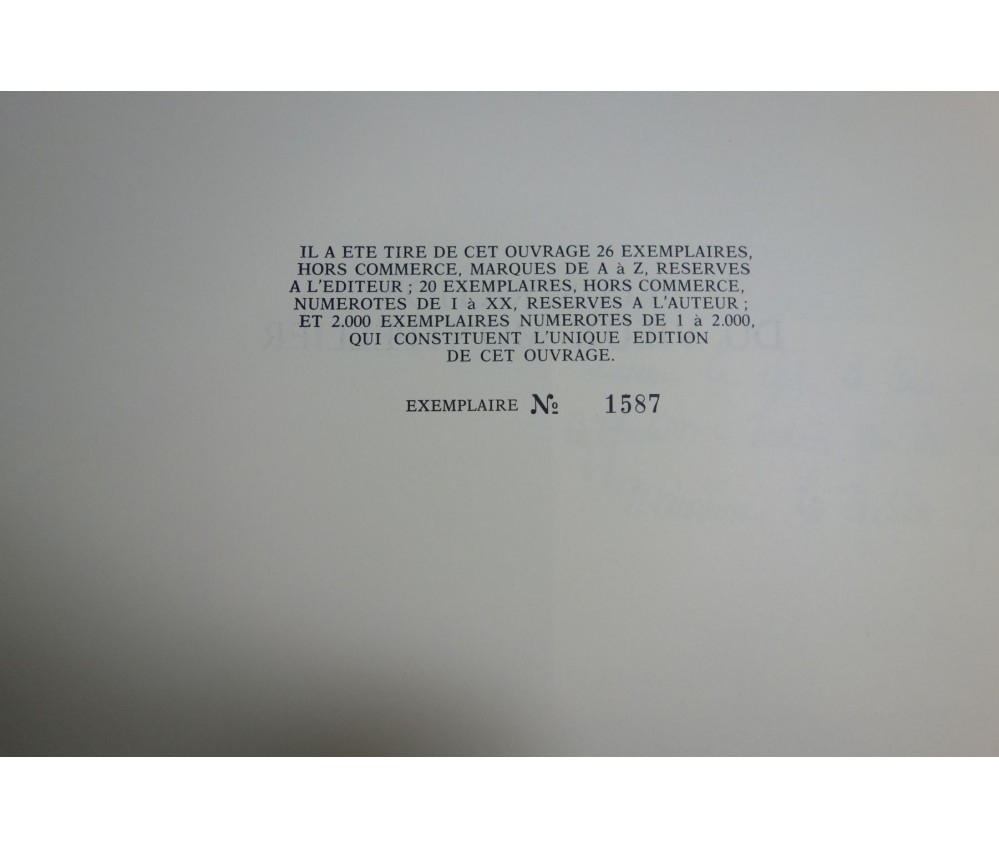 IL A ETE TIRE DE CET OUVRAGE 26 EXEMPLAIRES,
HORS COMMERCE, MARQUES DE A à Z, RESERVES
A L'EDITEUR ; 20 EXEMPLAIRES, HORS COMMERCE,
NUMEROTES DE I à XX, RESERVES A L'AUTEUR ;
ET 2.000 EXEMPLAIRES NUMEROTES DE 1 à 2.000,
QUI CONSTITUENT L'UNIQUE EDITION
DE CET OUVRAGE.
EXEMPLAIRE No 1587